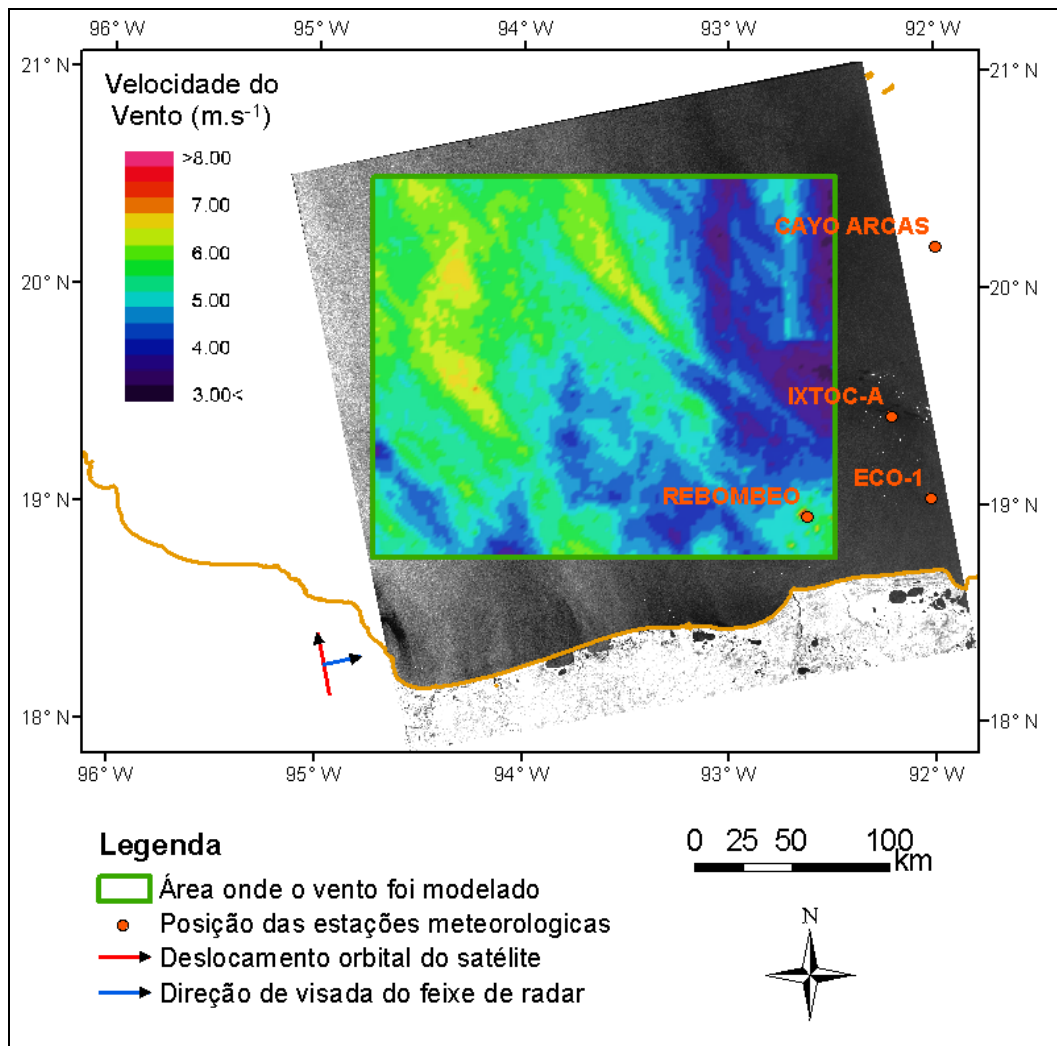 96° W 95° W 94° W 93° W 92° W
21° N 21° N
Velocidade do
Vento (m.s-1)
>8.00
7.00
6.00
5.00
4.00
3.00<
CAYO ARCAS
20° N 20° N
IXTOC-A
ECO-1
REBOMBEO
19° N 19° N
18° N 18° N
96° W 95° W 94° W 93° W 92° W
Legenda
Área onde o vento foi modelado
Posição das estações meteorologicas
Deslocamento orbital do satélite
Direção de visada do feixe de radar
0 25 50 100
km
N